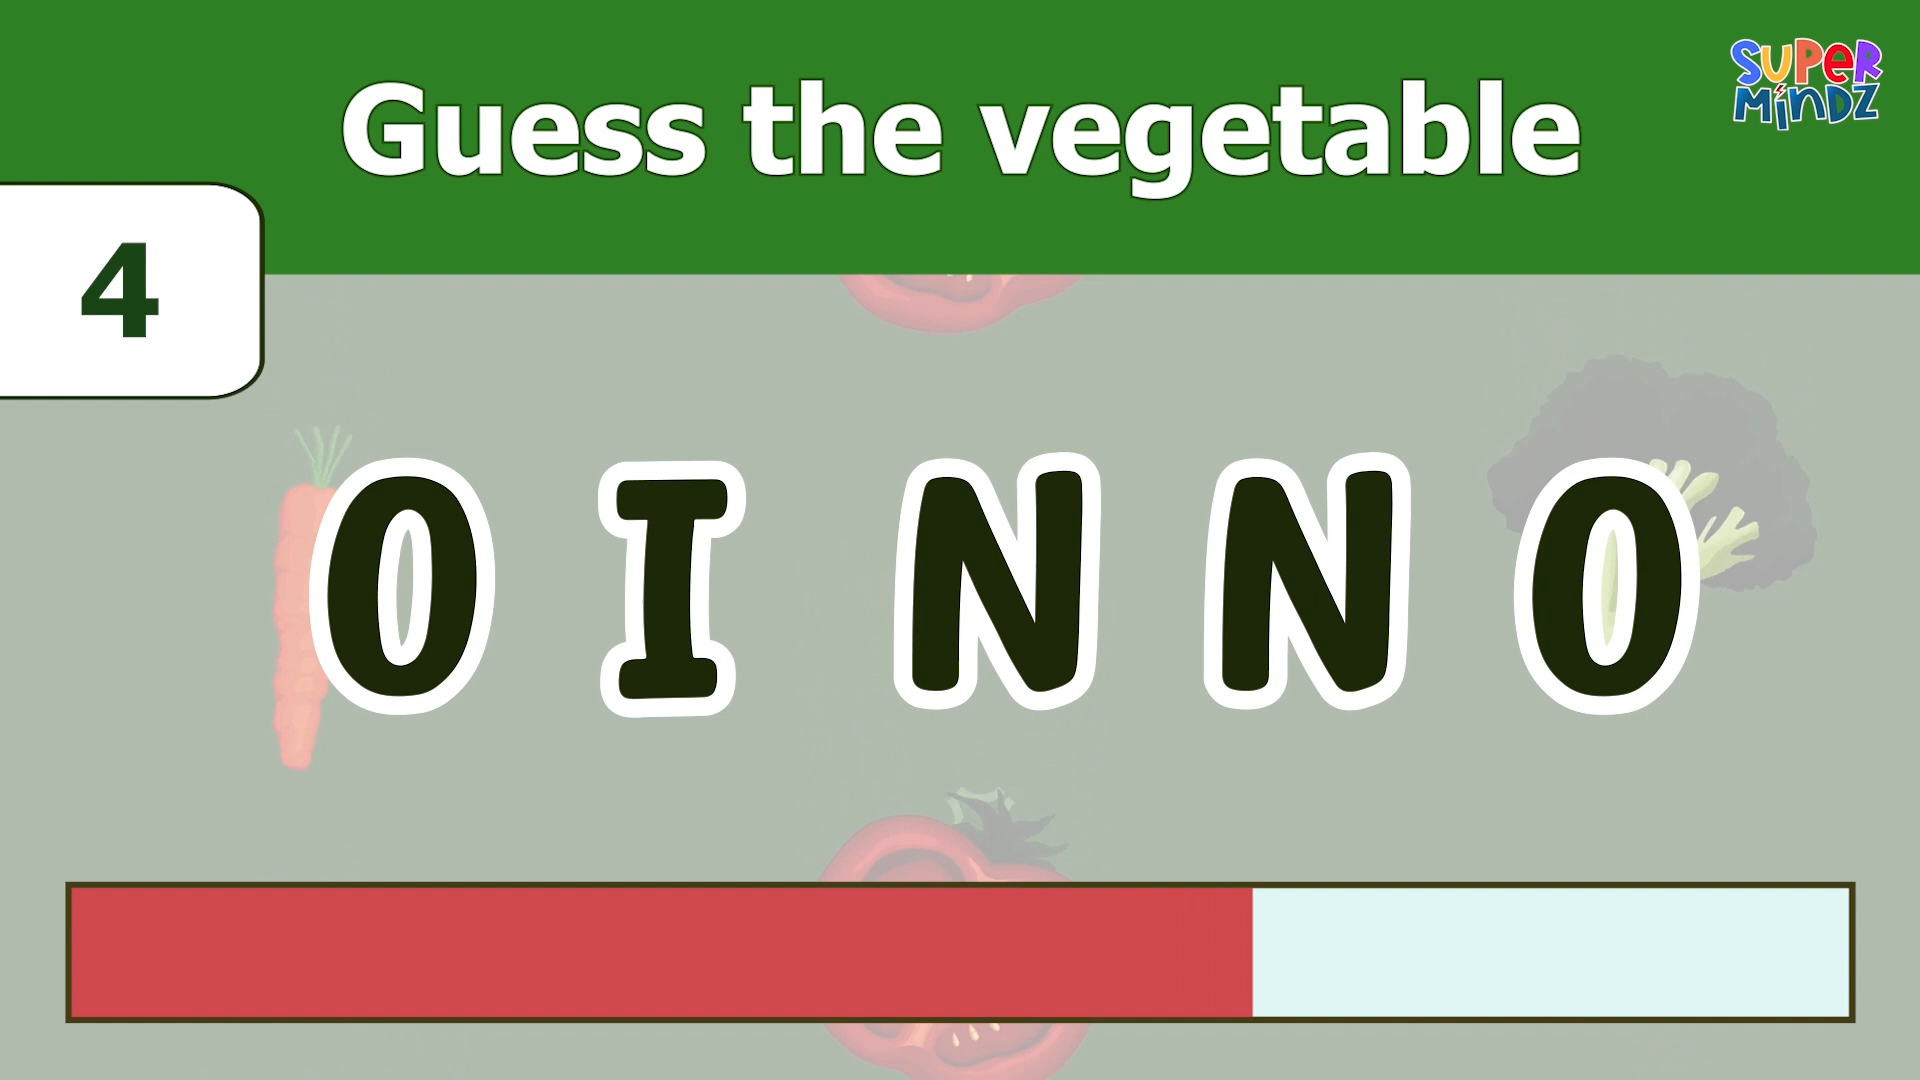 SUPER
MiNDZ
Guess the vegetable
4
O I N N O